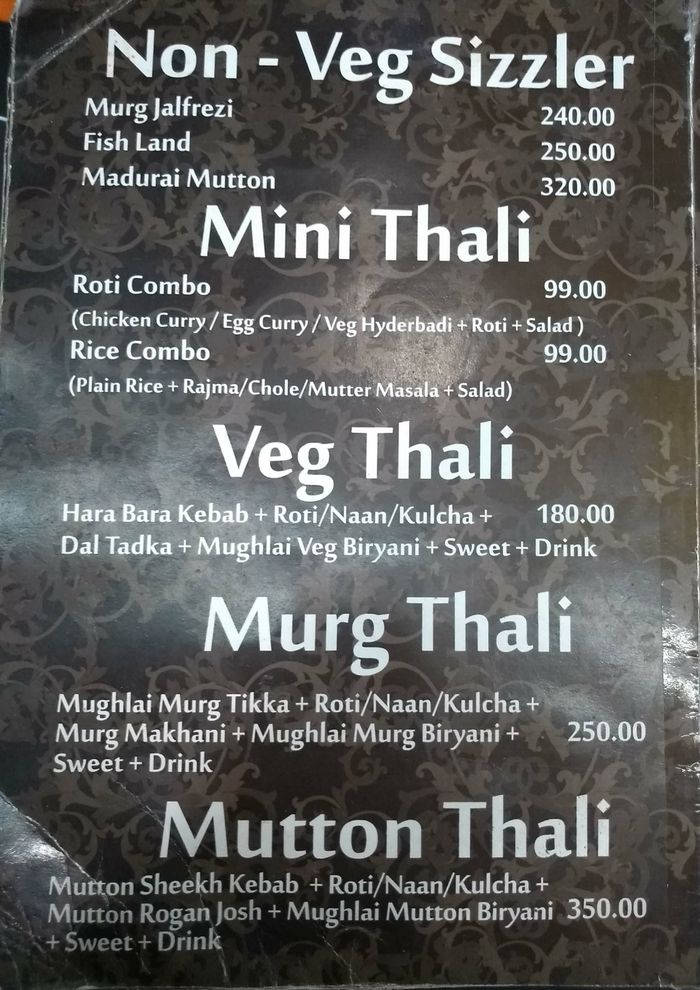 Non - Veg Sizzler
Murg Jalfrezi 240.00
Fish Land 250.00
Madurai Mutton 320.00
Mini Thali
Roti Combo 99.00
(Chicken Curry / Egg Curry / Veg Hyderbadi + Roti + Salad )
Rice Combo 99.00
(Plain Rice + Rajma/Chole/Mutter Masala + Salad)
Veg Thali
Hara Bara Kebab + Roti/Naan/Kulcha + 180.00
Dal Tadka + Mughlai Veg Biryani + Sweet + Drink
Murg Thali
Mughlai Murg Tikka + Roti/Naan/Kulcha +
Murg Makhani + Mughlai Murg Biryani + 250.00
Sweet + Drink
Mutton Thali
Mutton Sheekh Kebab + Roti/Naan/Kulcha +
Mutton Rogan Josh + Mughlai Mutton Biryani 350.00
+ Sweet + Drink